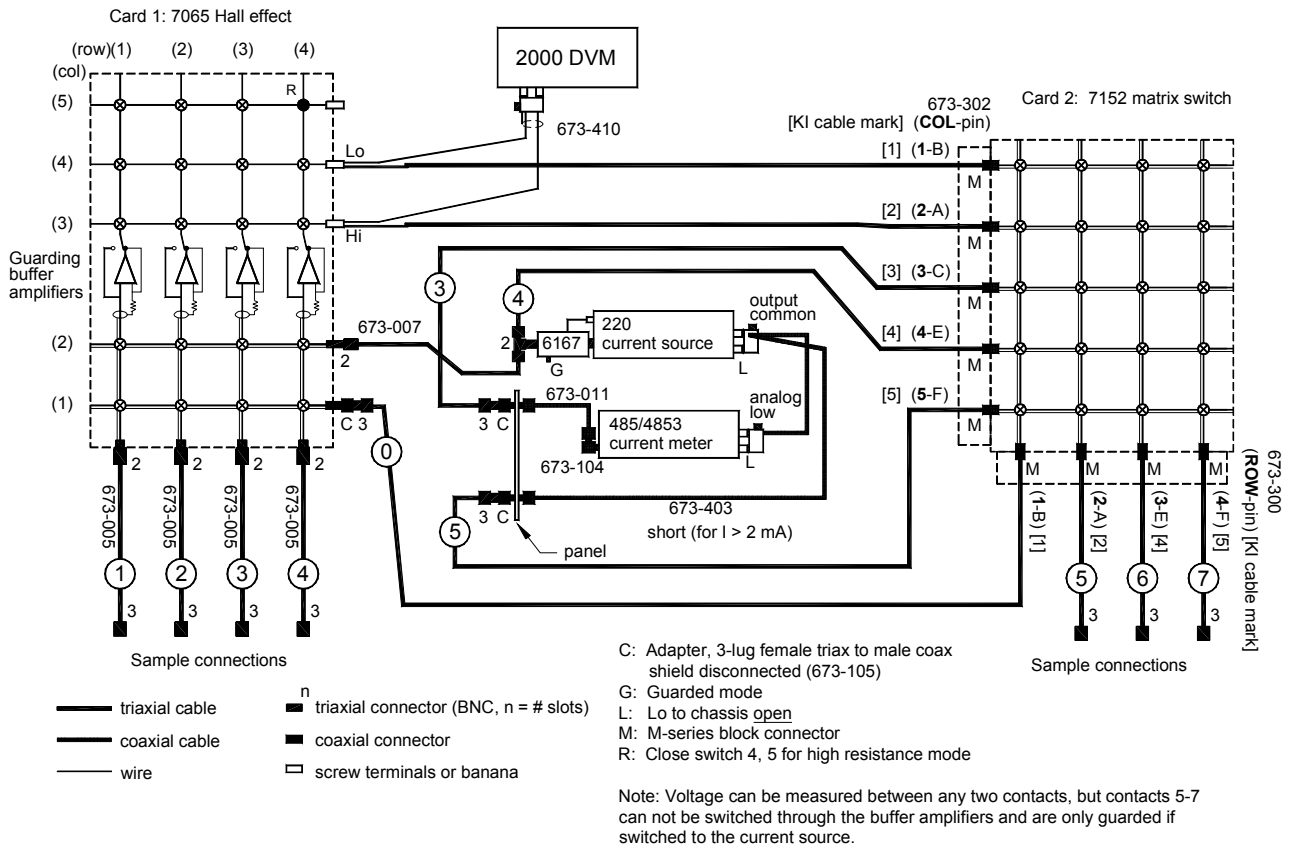 Card 1: 7065 Hall effect
(row)(1) (2) (3) (4)
(col)
R
(5)
(4)
Lo
(3)
Hi
Guarding
buffer
amplifiers
(2)
673-007
2
(1)
C 3
0
2 2 2 2
673-005 673-005 673-005 673-005
1 2 3 4
3 3 3 3
Sample connections
2000 DVM
673-410
3
4
output
common
220
current source
2
6167
G
L
673-011
analog
low
485/4853
current meter
3 C
L
673-104
673-403
3 C
5
short (for I > 2 mA)
panel
673-302
Card 2: 7152 matrix switch
[KI cable mark] (COL-pin)
[1] (1-B)
M
[2] (2-A)
M
[3] (3-C)
M
[4] (4-E)
M
[5] (5-F)
M
M M M M
(1-B) [1] (2-A) [2] (3-E) [4] (4-F) [5]
673-300
(ROW-pin) [KI cable mark]
5 6 7
3 3 3
Sample connections
triaxial cable
coaxial cable
wire
n
triaxial connector (BNC, n = # slots)
coaxial connector
screw terminals or banana
C: Adapter, 3-lug female triax to male coax
shield disconnected (673-105)
G: Guarded mode
L: Lo to chassis open
M: M-series block connector
R: Close switch 4, 5 for high resistance mode
Note: Voltage can be measured between any two contacts, but contacts 5-7
can not be switched through the buffer amplifiers and are only guarded if
switched to the current source.